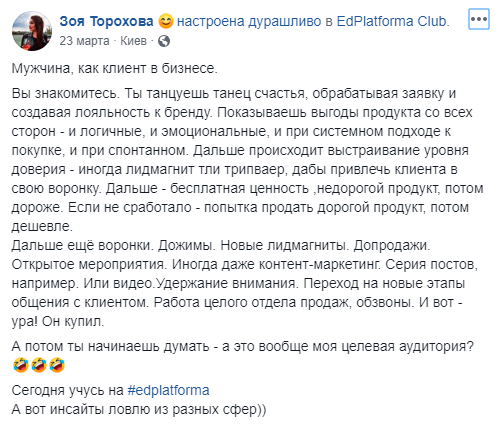 Зоя Торохова 😊 настроена дурашливо в EdPlatforma Club.
23 марта · Киев ·
Мужчина, как клиент в бизнесе.
Вы знакомитесь. Ты танцуешь танец счастья, обрабатывая заявку и
создавая лояльность к бренду. Показываешь выгоды продукта со всех
сторон - и логичные, и эмоциональные, и при системном подходе к
покупке, и при спонтанном. Дальше происходит выстраивание уровня
доверия - иногда лидмагнит тли трипваер, дабы привлечь клиента в
свою воронку. Дальше - бесплатная ценность ,недорогой продукт, потом
дороже. Если не сработало - попытка продать дорогой продукт, потом
дешевле.
Дальше ещё воронки. Дожимы. Новые лидмагниты. Допродажи.
Открытое мероприятия. Иногда даже контент-маркетинг. Серия постов,
например. Или видео.Удержание внимания. Переход на новые этапы
общения с клиентом. Работа целого отдела продаж, обзвоны. И вот -
ура! Он купил.
А потом ты начинаешь думать - а это вообще моя целевая аудитория?
🤣🤣🤣
Сегодня учусь на #edplatforma
А вот инсайты ловлю из разных сфер))